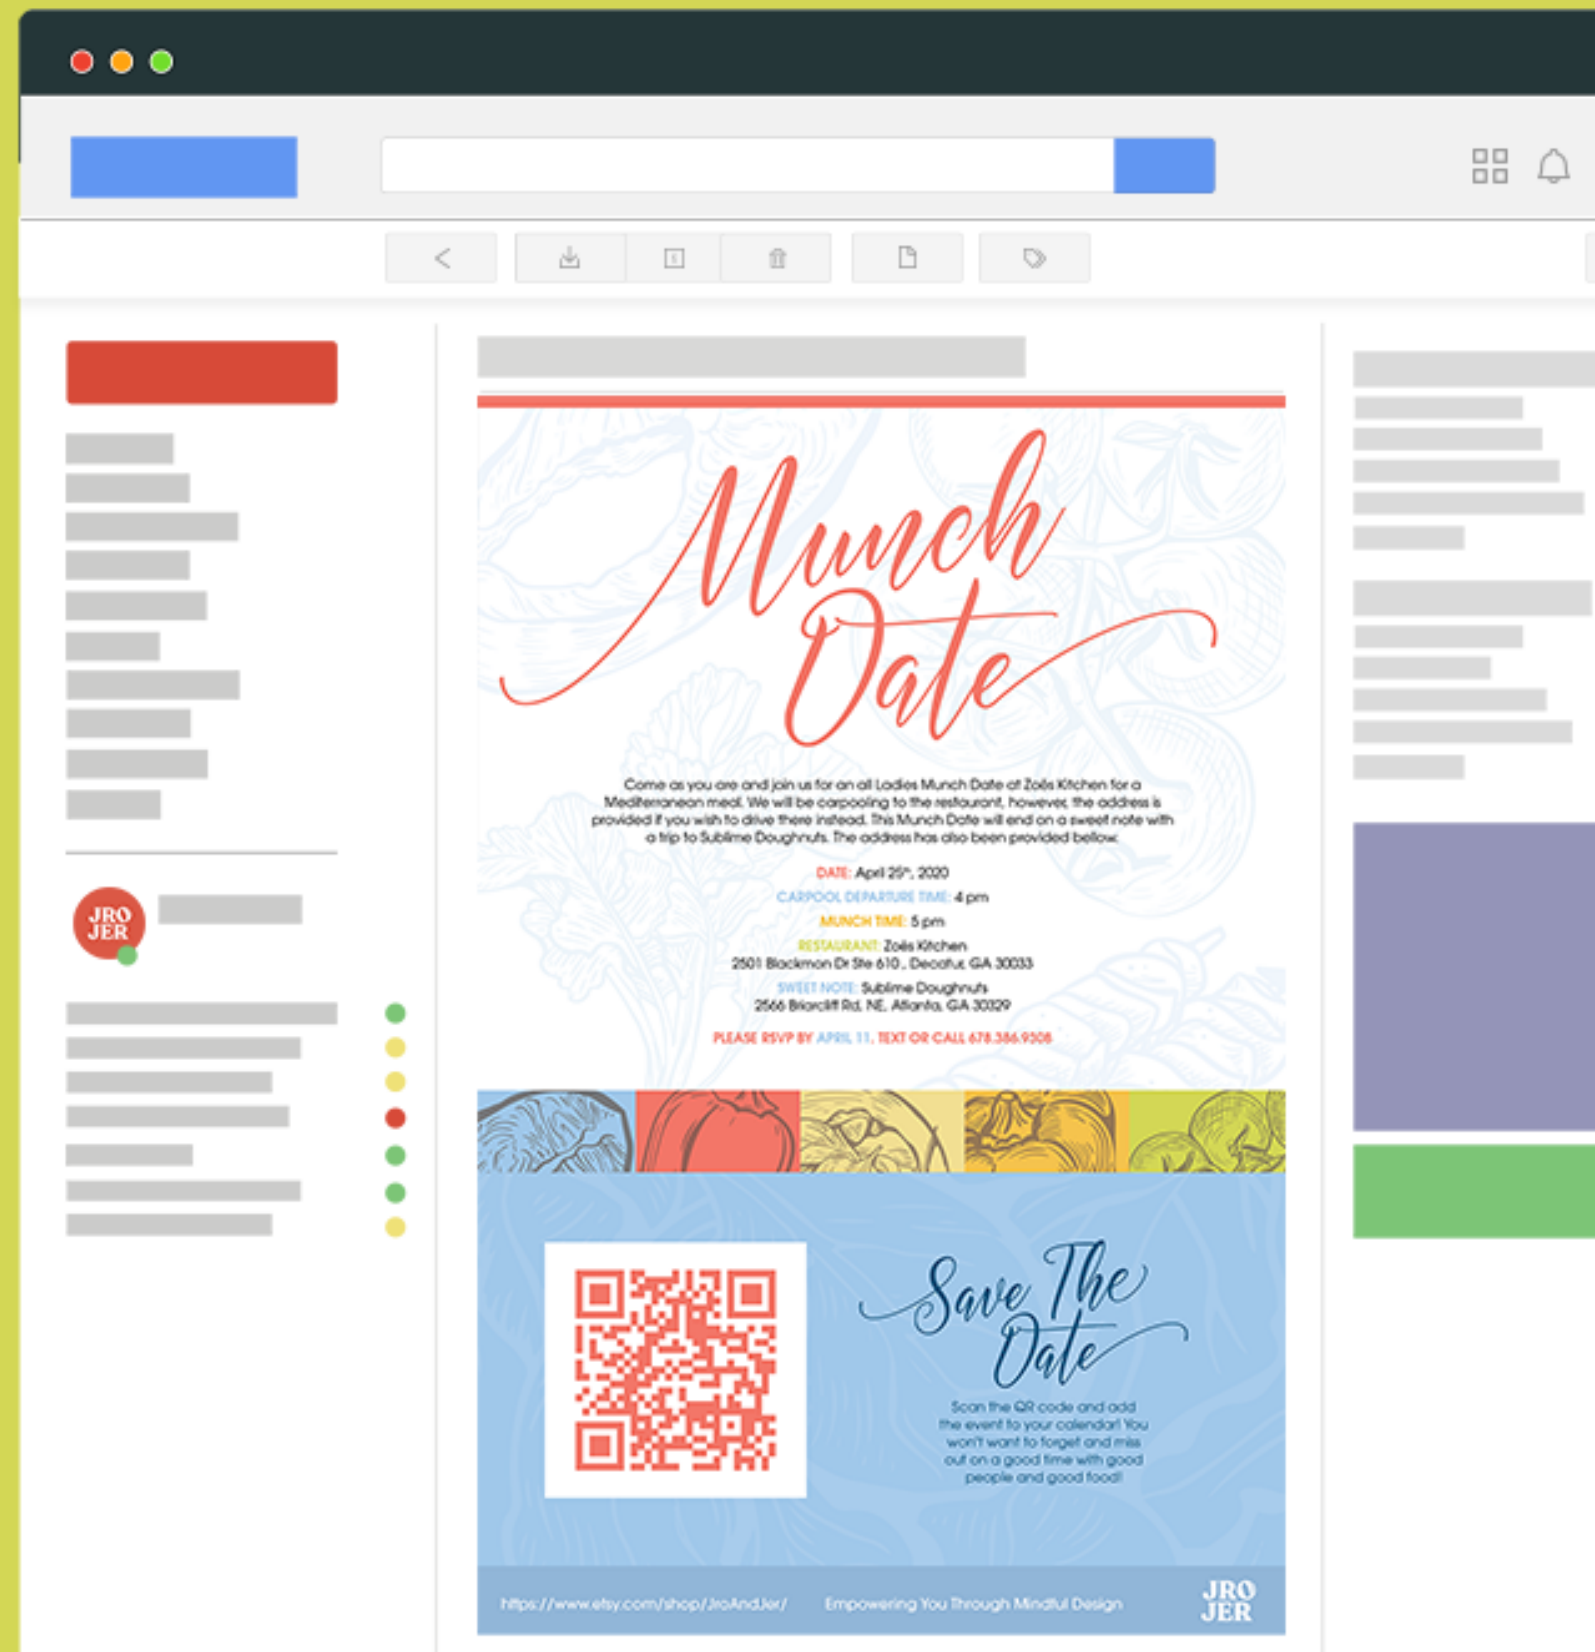 Munch
Date
Come as you are and join us for an all Ladies Munch Date at Zoës Kitchen for a
Mediterranean meal. We will be carpooling to the restaurant, however, the address is
provided if you wish to drive there instead. This Munch Date will end on a sweet note with
a trip to Sublime Doughnuts. The address has also been provided bellow:
DATE: April 25th, 2020
CARPOOL DEPARTURE TIME: 4 pm
MUNCH TIME: 5 pm
RESTAURANT: Zoës Kitchen
2501 Blackmon Dr Ste 610., Decatur, GA 30033
SWEET NOTE: Sublime Doughnuts
2566 Briarcliff Rd, NE, Atlanta, GA 30329
PLEASE RSVP BY APRIL 11. TEXT OR CALL 678.386.9508
JRO
JER
Save The
Date
Scan the QR code and add
the event to your calendar! You
won't want to forget and miss
out on a good time with good
people and good food!
https://www.etsy.com/shop/JroAndJer/ Empowering You Through Mindful Design
JRO
JER